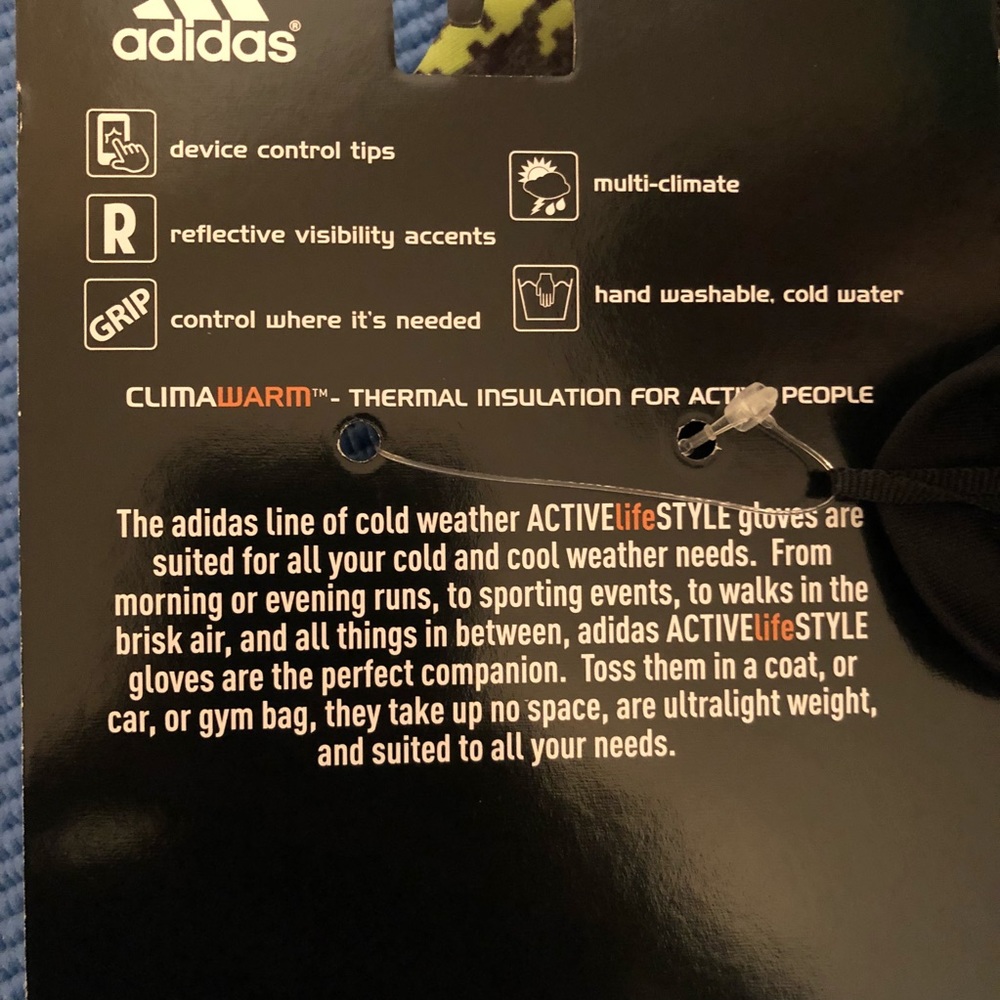 adidas®
device control tips
multi-climate
R
reflective visibility accents
GRIP
control where it's needed
hand washable, cold water
CLIMAWARM™- THERMAL INSULATION FOR PEOPLE
The adidas line of cold weather ACTIVElifeSTYLE gloves are
suited for all your cold and cool weather needs. From
morning or evening runs, to sporting events, to walks in the
brisk air, and all things in between, adidas ACTIVElifeSTYLE
gloves are the perfect companion. Toss them in a coat, or
car, or gym bag, they take up no space, are ultralight weight,
and suited to all your needs.